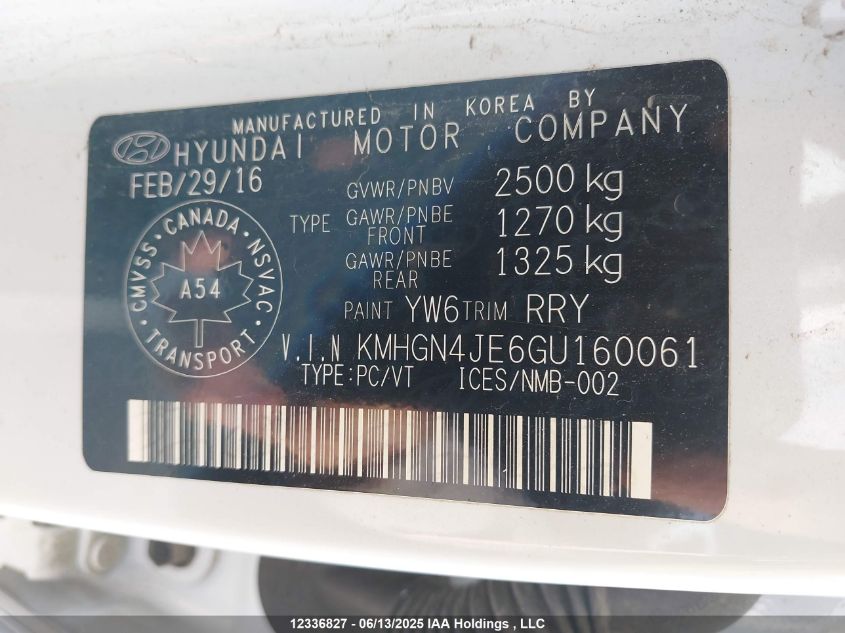 MANUFACTURED IN KOREA BY
HYUNDAI MOTOR COMPANY
FEB/29/16
GVWR/PNBV 2500 kg
TYPE GAWR/PNBE FRONT 1270 kg
GAWR/PNBE REAR 1325 kg
CMVSS · CANADA · NSVAC · TRANSPORT ·
A54
PAINT YW6 TRIM RRY
V.I.N KMHGN4JE6GU160061
TYPE:PC/VT ICES/NMB-002
12336827 - 06/13/2025 IAA Holdings , LLC